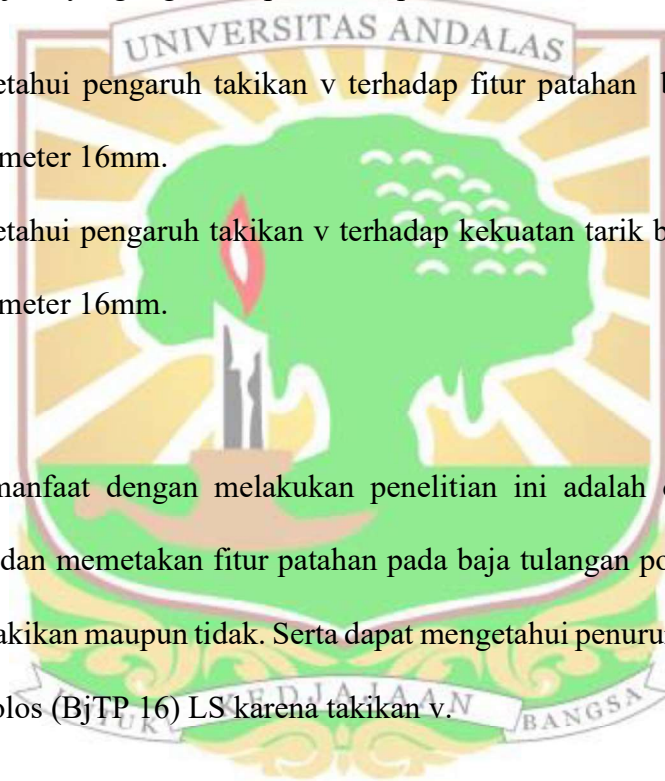 UNIVERSITAS ANDALAS
etahui pengaruh takikan v terhadap fitur patahan
meter 16mm.
etahui pengaruh takikan v terhadap kekuatan tarik b
meter 16mm.
manfaat dengan melakukan penelitian ini adalah
dan memetakan fitur patahan pada baja tulangan po
akikan maupun tidak. Serta dapat mengetahui penuru
olos (BjTP 16) LS karena takikan v.
UNTUK KEDJAJAAN BANGSA